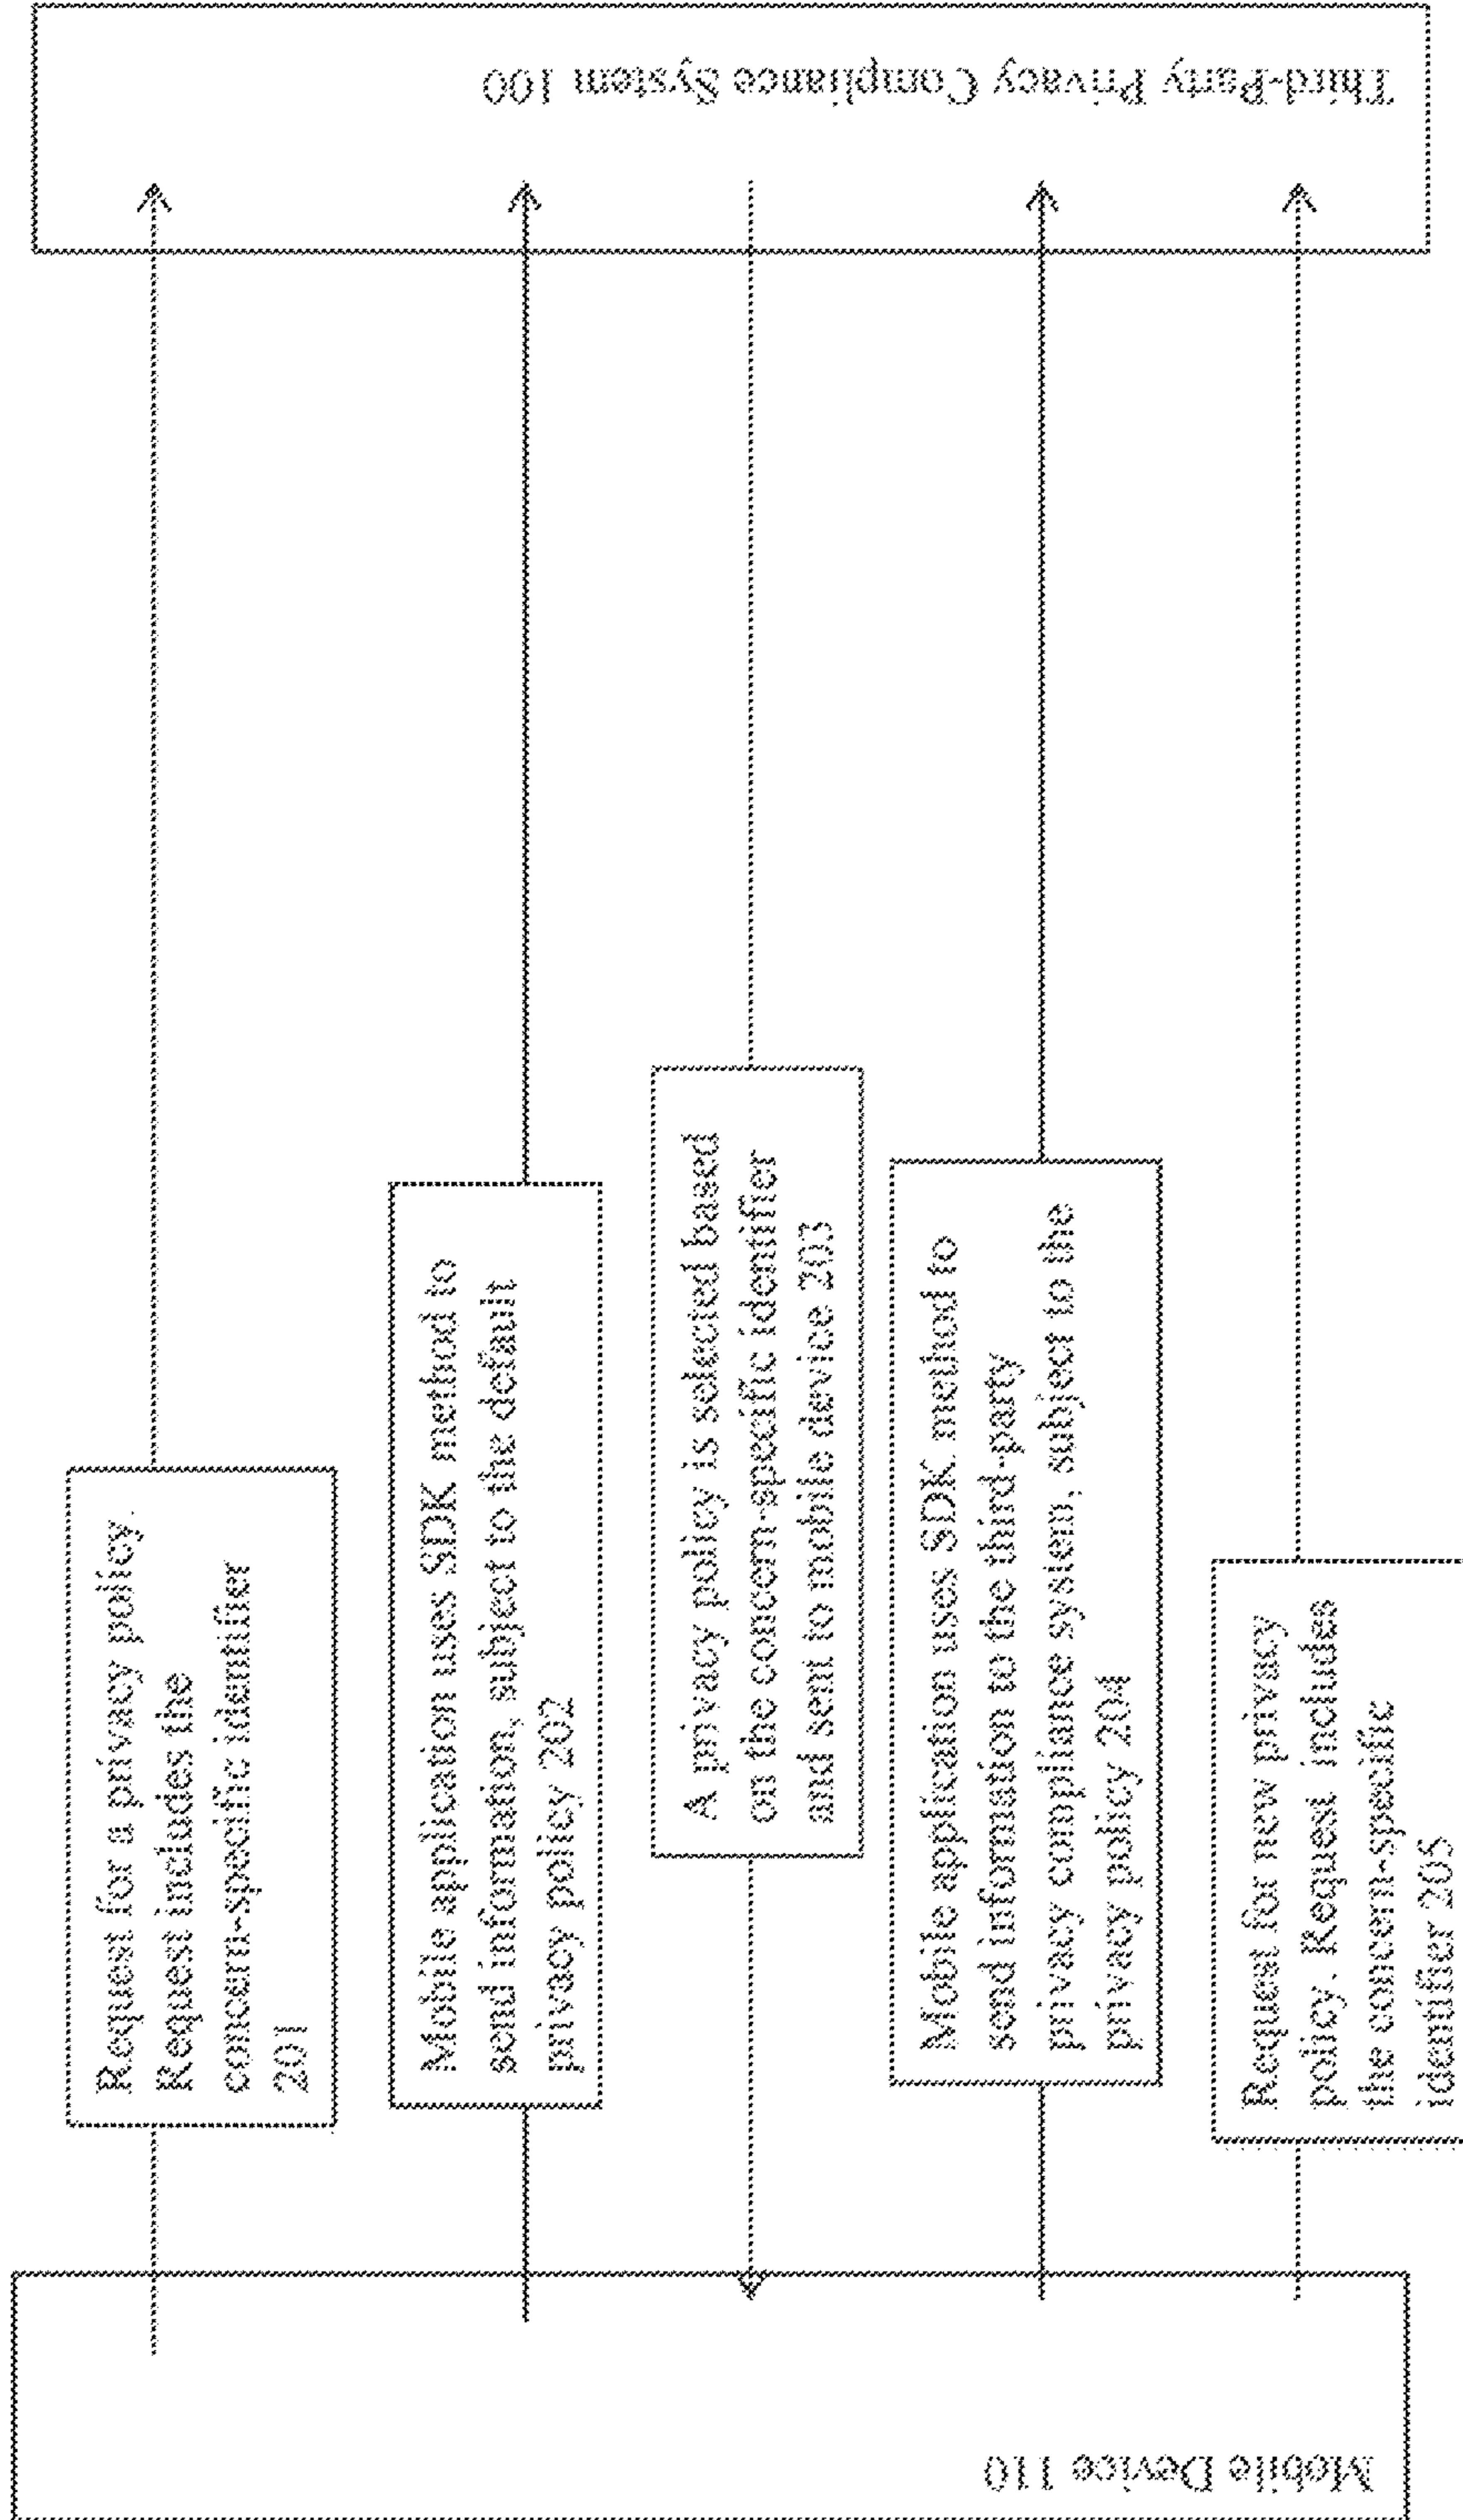 Mobile Device 110
Third-Party Privacy Compliance System 100
Request for a privacy policy.
Request includes the
concern-specific identifier
201
Mobile application uses SDK method to
send information, subject to the default
privacy policy 202
A privacy policy is selected based
on the concern-specific identifier
and sent to mobile device 203
Mobile application uses SDK method to
send information to the third-party
privacy compliance system, subject to the
privacy policy 204
Request for new privacy
policy. Request includes
the concern-specific
identifier 205